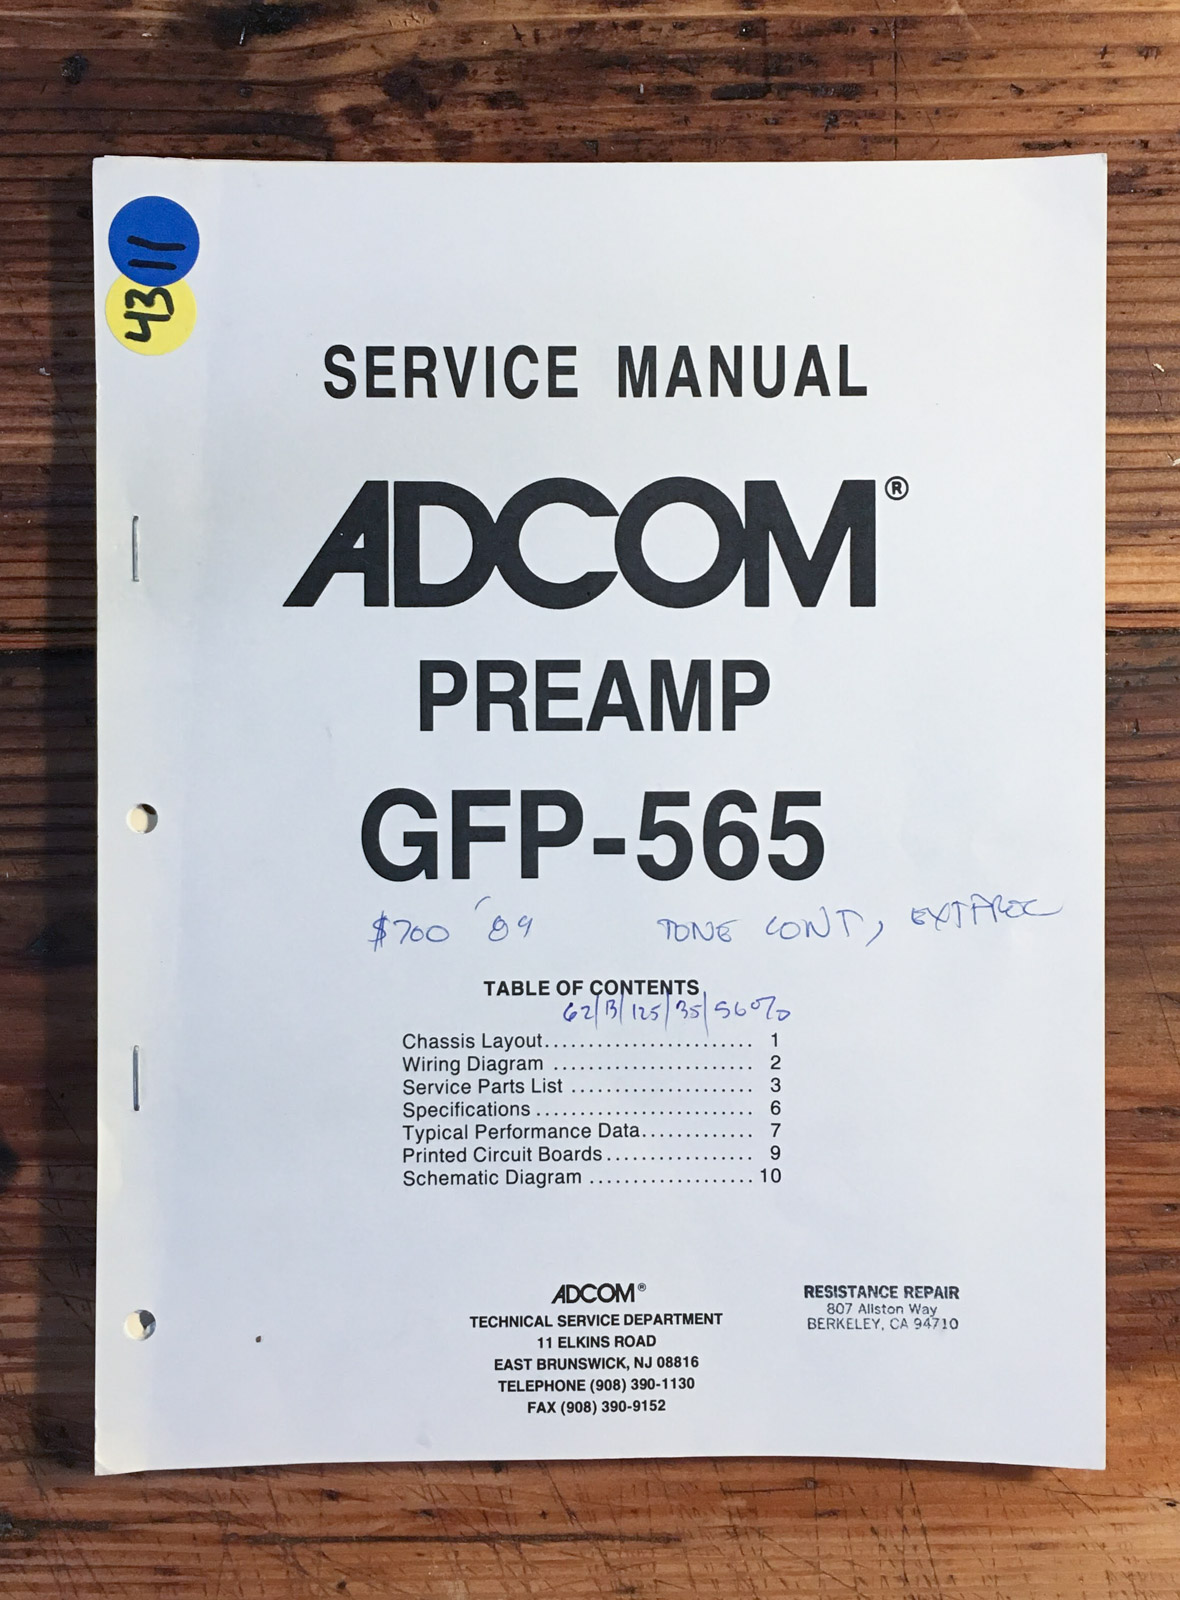 11
43
SERVICE MANUAL
ADCOM®
PREAMP
GFP-565
$700 '89 TONE CONT, EXT PROC
TABLE OF CONTENTS
62/B/125/35/56%
Chassis Layout........................ 1
Wiring Diagram ..................... 2
Service Parts List ................... 3
Specifications ......................... 6
Typical Performance Data............. 7
Printed Circuit Boards................. 9
Schematic Diagram ................... 10
ADCOM®
TECHNICAL SERVICE DEPARTMENT
11 ELKINS ROAD
EAST BRUNSWICK, NJ 08816
TELEPHONE (908) 390-1130
FAX (908) 390-9152
RESISTANCE REPAIR
807 Allston Way
BERKELEY, CA 94710